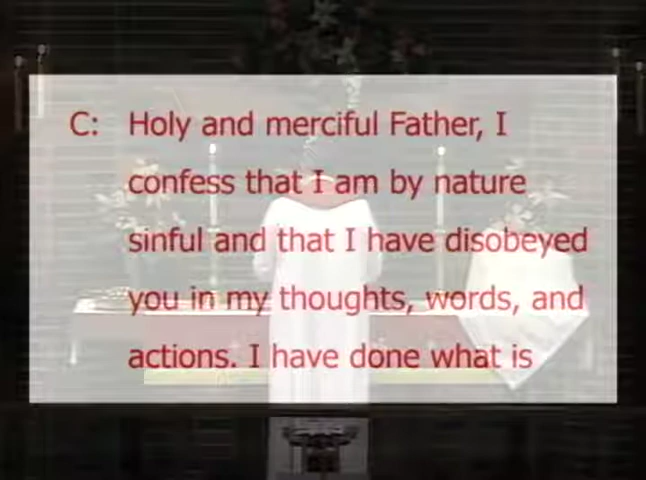 C: Holy and merciful Father, I
confess that I am by nature
sinful and that I have disobeyed
you in my thoughts, words, and
actions. I have done what is